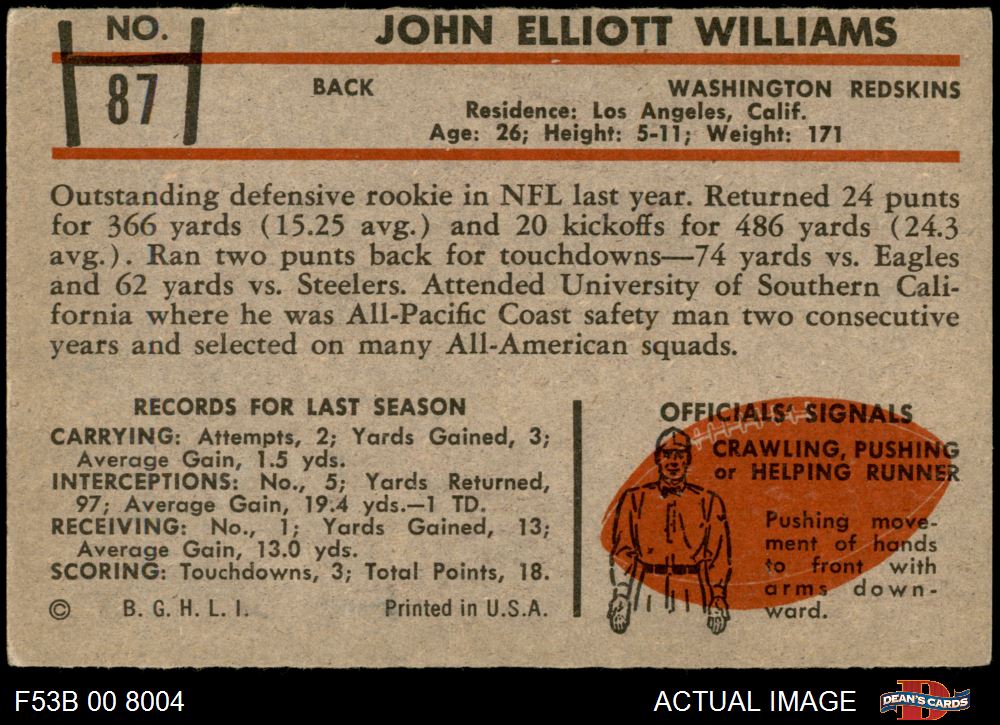 NO.
87
JOHN ELLIOTT WILLIAMS
BACK WASHINGTON REDSKINS
Residence: Los Angeles, Calif.
Age: 26; Height: 5-11; Weight: 171
Outstanding defensive rookie in NFL last year. Returned 24 punts
for 366 yards (15.25 avg.) and 20 kickoffs for 486 yards (24.3
avg.). Ran two punts back for touchdowns—74 yards vs. Eagles
and 62 yards vs. Steelers. Attended University of Southern Cali-
fornia where he was All-Pacific Coast safety man two consecutive
years and selected on many All-American squads.
RECORDS FOR LAST SEASON
CARRYING: Attempts, 2; Yards Gained, 3;
Average Gain, 1.5 yds.
INTERCEPTIONS: No., 5; Yards Returned,
97; Average Gain, 19.4 yds.—1 TD.
RECEIVING: No., 1; Yards Gained, 13;
Average Gain, 13.0 yds.
SCORING: Touchdowns, 3; Total Points, 18.
© B. G. H. L. I. Printed in U.S.A.
OFFICIALS' SIGNALS
CRAWLING, PUSHING
or HELPING RUNNER
Pushing move-
ment of hands
to front with
arms down-
ward.
F53B 00 8004
ACTUAL IMAGE
DEAN'S CARDS